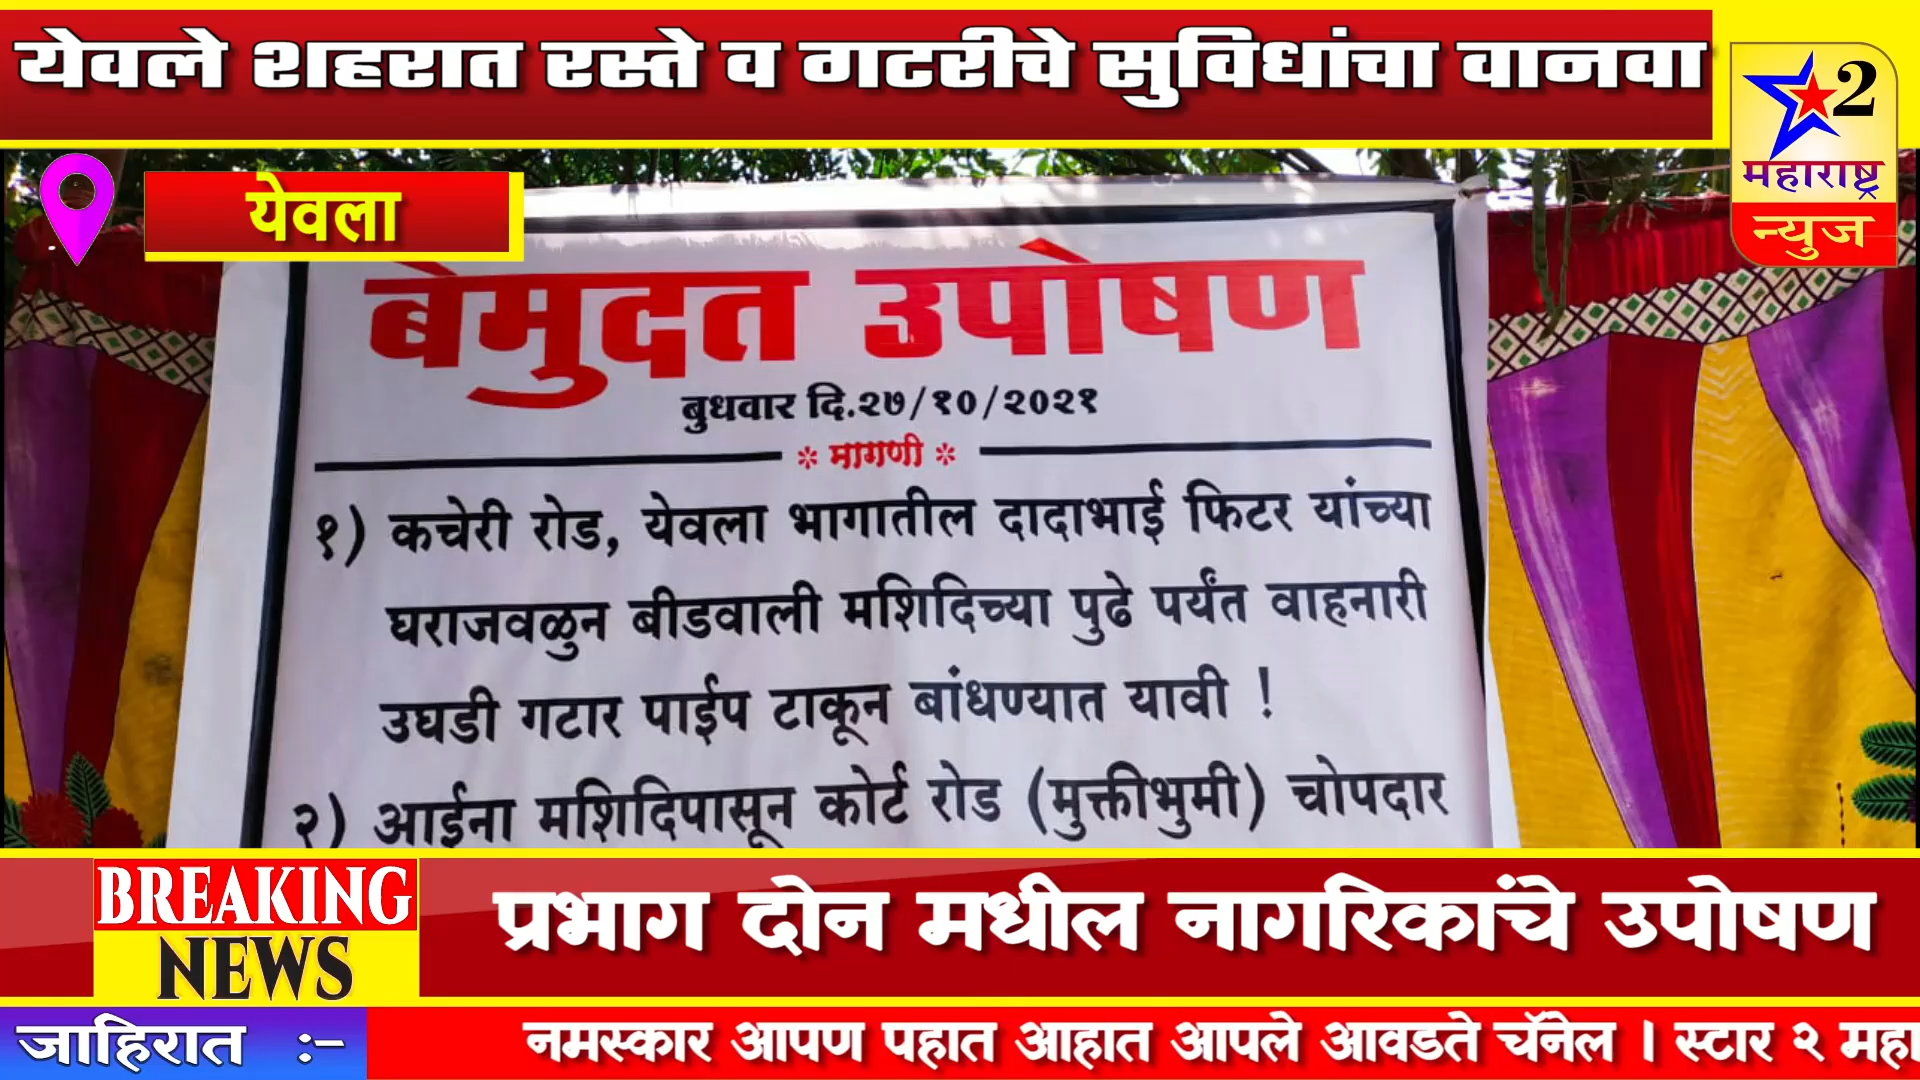 येवले शहरात रस्ते व गटरीचे सुविधांचा वानवा
2
महाराष्ट्र
न्युज
येवला
बेमुदत उपोषण
बुधवार दि.२७/१०/२०२१
* मागणी *
१) कचेरी रोड, येवला भागातील दादाभाई फिटर यांच्या
घराजवळुन बीडवाली मशिदिच्या पुढे पर्यंत वाहनारी
उघडी गटार पाईप टाकून बांधण्यात यावी !
२) आईना मशिदिपासून कोर्ट रोड (मुक्तीभुमी) चोपदार
BREAKING
NEWS
प्रभाग दोन मधील नागरिकांचे उपोषण
जाहिरात :-
नमस्कार आपण पहात आहात आपले आवडते चॅनेल । स्टार २ महा